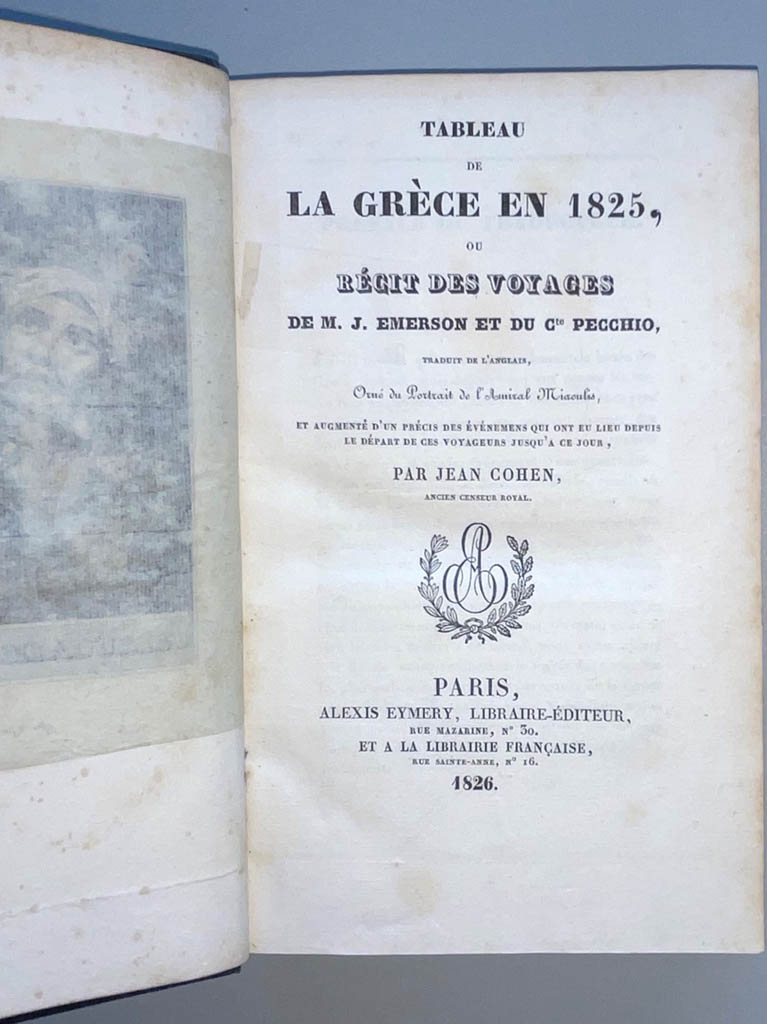 TABLEAU
DE
LA GRÈCE EN 1825,
OU
RÉCIT DES VOYAGES
DE M. J. EMERSON ET DU Cte PECCHIO,
TRADUIT DE L'ANGLAIS,
Orné du Portrait de l'Amiral Miaoulis,
ET AUGMENTÉ D'UN PRÉCIS DES ÉVÉNEMENS QUI ONT EU LIEU DEPUIS
LE DÉPART DE CES VOYAGEURS JUSQU'A CE JOUR,
PAR JEAN COHEN,
ANCIEN CENSEUR ROYAL.
PARIS,
ALEXIS EYMERY, LIBRAIRE-ÉDITEUR,
RUE MAZARINE, N° 30.
ET A LA LIBRAIRIE FRANÇAISE,
RUE SAINTE-ANNE, N° 16.
1826.